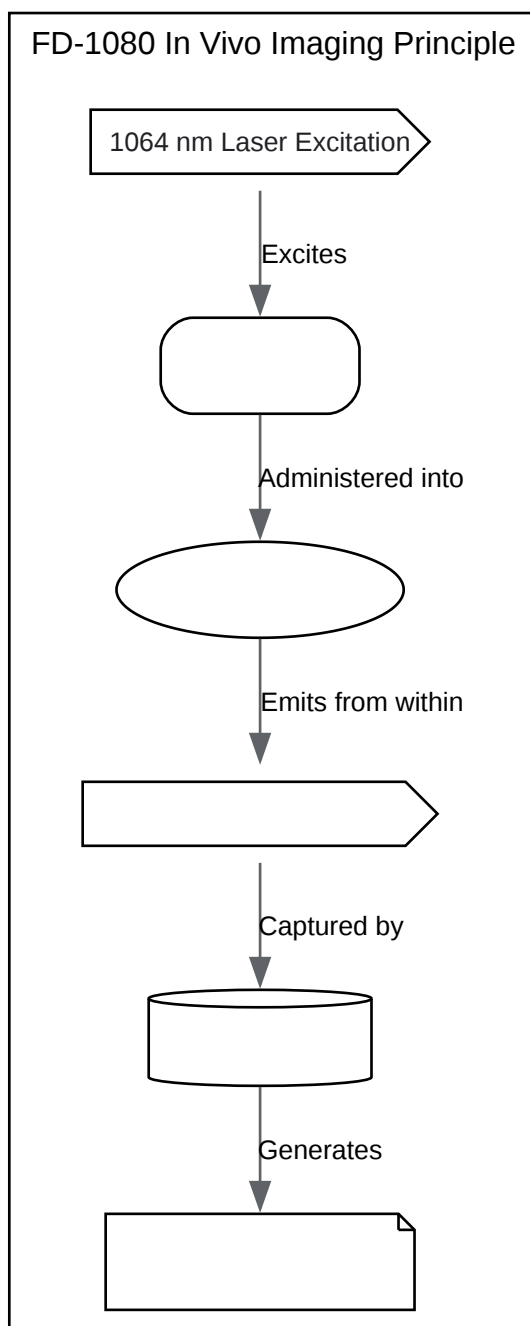 FD-1080 In Vivo Imaging Principle
1064 nm Laser Excitation
Excites
Administered into
Emits from within
Captured by
Generates